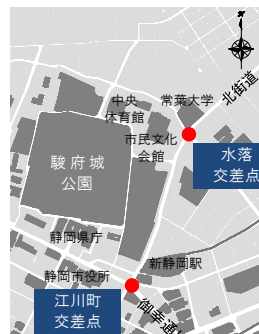 中央
体育館
常葉大学
北街道
市民文化
会館
水落
交差点
駿府城
公園
静岡県庁
新静岡駅
静岡市役所
江川町
交差点
御幸通